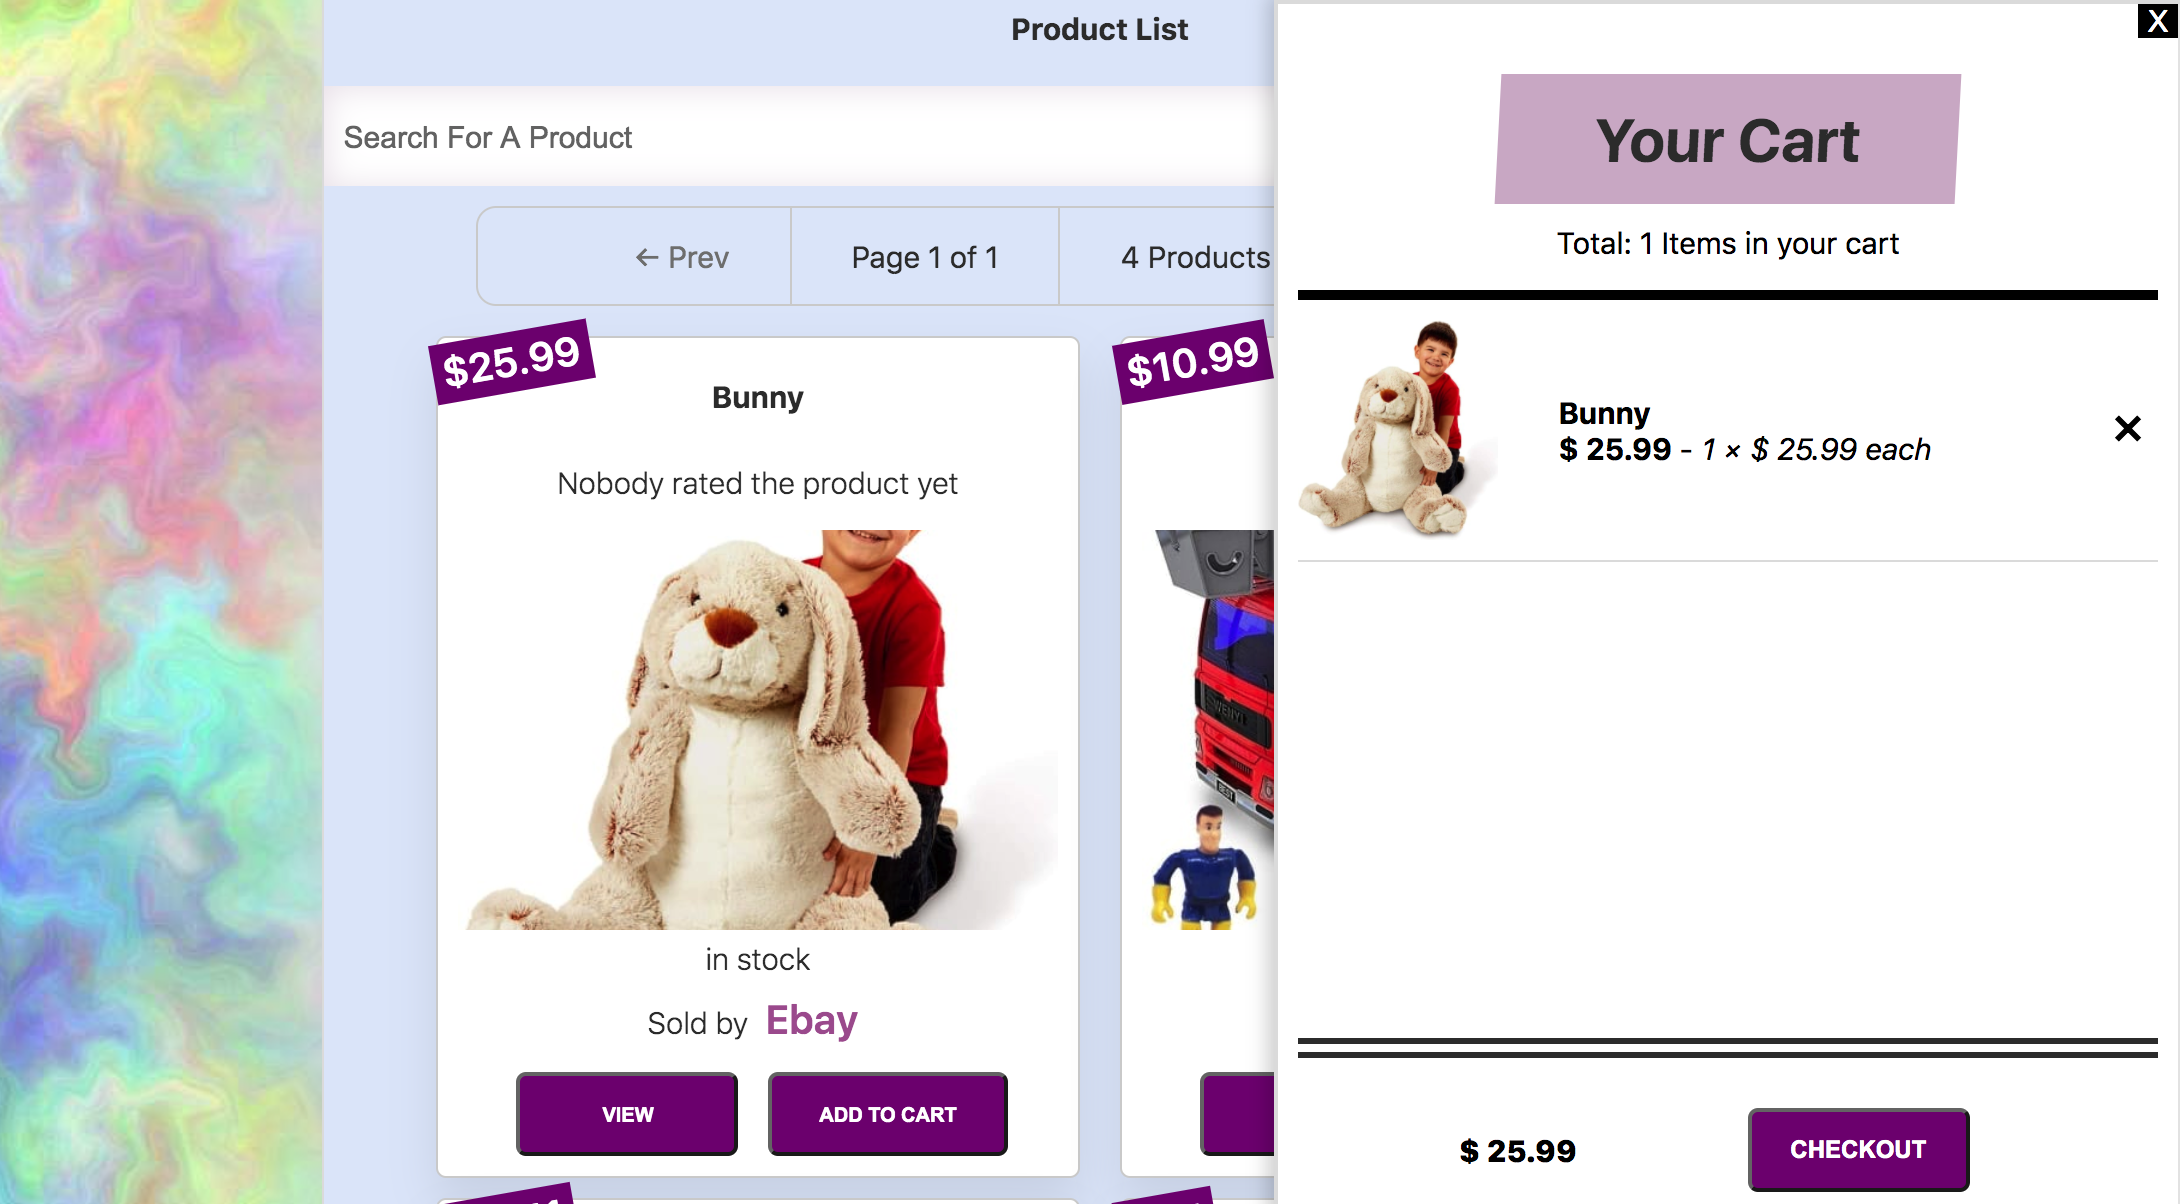 Product List
Search For A Product
← Prev
Page 1 of 1
4 Products
$25.99
Bunny
Nobody rated the product yet
in stock
Sold by Ebay
VIEW
ADD TO CART
$10.99
WENYI
BEST
X
Your Cart
Total: 1 Items in your cart
Bunny
$ 25.99 - 1 × $ 25.99 each
×
$ 25.99
CHECKOUT